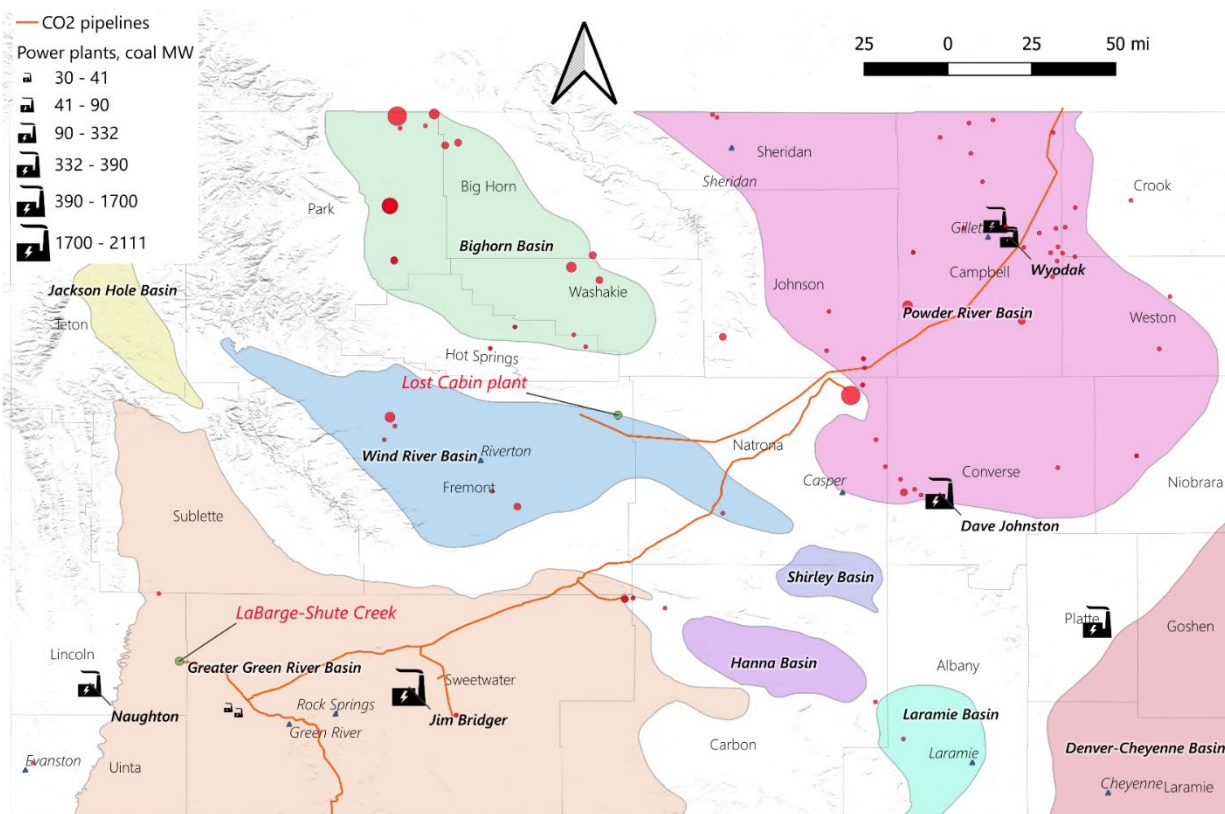 CO2 pipelines
Power plants, coal MW
30 - 41
41 - 90
90 - 332
332 - 390
390 - 1700
1700 - 2111
25 0 25 50 mi
Sheridan
Sheridan
Crook
Big Horn
Park
Gillet
Bighorn Basin
Wyodak
Campbell
Johnson
Jackson Hole Basin
Washakie
Powder River Basin
Weston
Teton
Hot Springs
Lost Cabin plant
Natrona
Wind River Basin
Riverton
Converse
Fremont
Casper
Niobrara
Sublette
Dave Johnston
Shirley Basin
LaBarge-Shute Creek
Platte
Goshen
Lincoln
Greater Green River Basin
Hanna Basin
Albany
Sweetwater
Rock Springs
Naughton
Jim Bridger
Laramie Basin
Green River
Carbon
Denver-Cheyenne Basin
Laramie
Evanston
Uinta
Cheyenne
Laramie